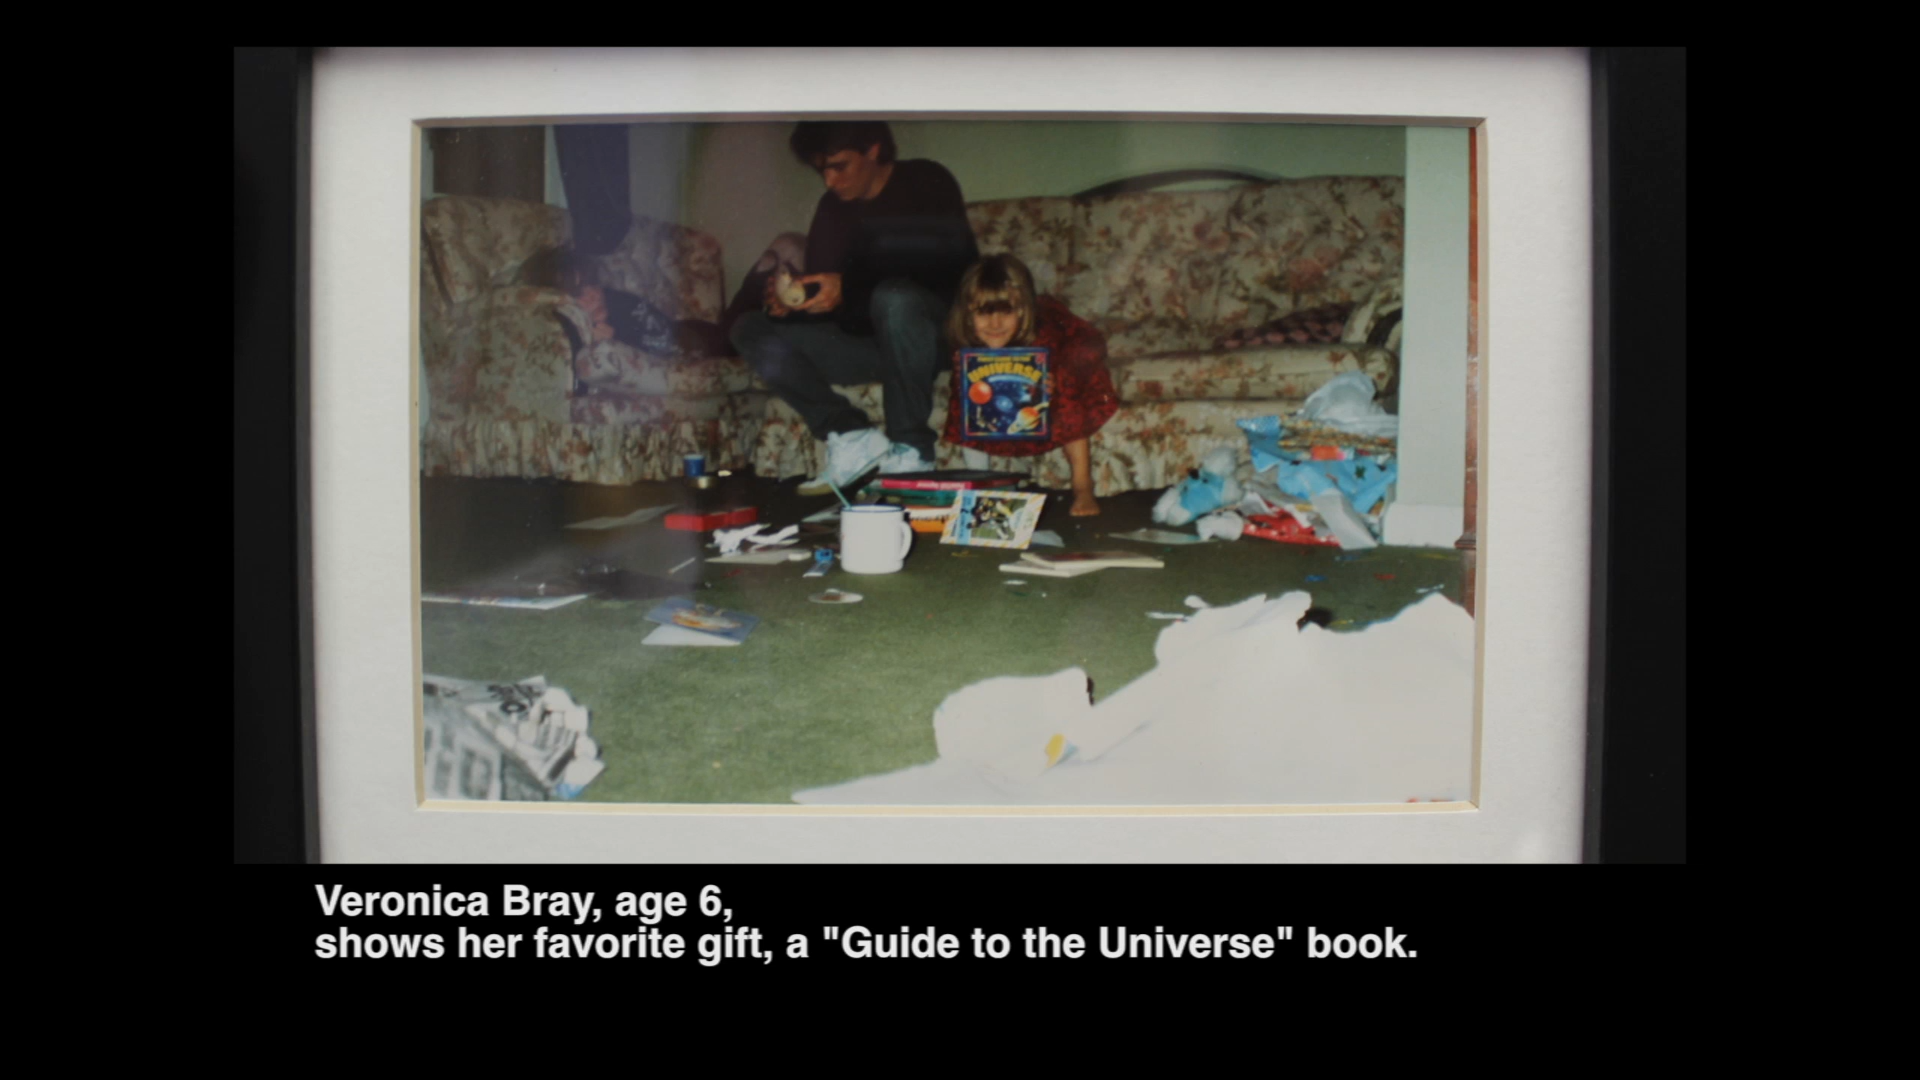 UNIVERSE
Veronica Bray, age 6,
shows her favorite gift, a "Guide to the Universe" book.